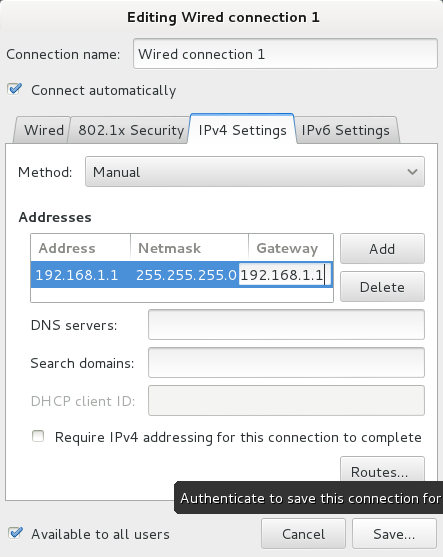 Editing Wired connection 1
Connection name: Wired connection 1
Connect automatically
Wired 802.1x Security IPv4 Settings IPv6 Settings
Method: Manual
Addresses
Address Netmask Gateway
Add
192.168.1.1 255.255.255.0 192.168.1.1
Delete
DNS servers:
Search domains:
DHCP client ID:
Require IPv4 addressing for this connection to complete
Routes...
Authenticate to save this connection for
Available to all users
Cancel Save...